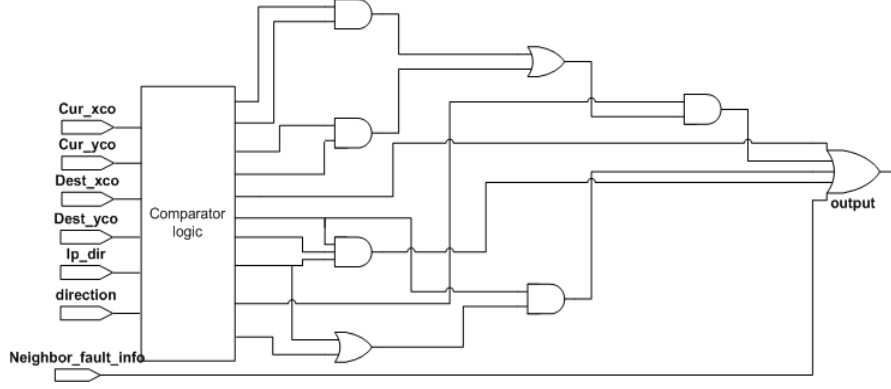 Cur_xco
Cur_yco
Dest_xco
Dest_yco
Ip_dir
direction
Neighbor_fault_info
Comparator
logic
output